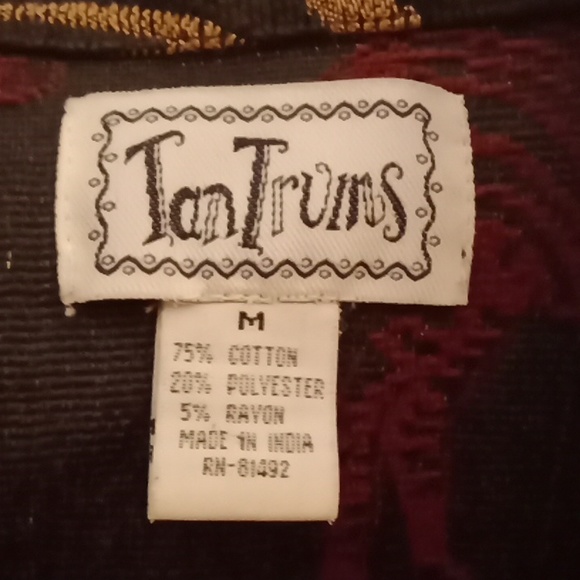 TanTrums
M
75% COTTON
20% POLYESTER
5% RAYON
MADE IN INDIA
RN-81492